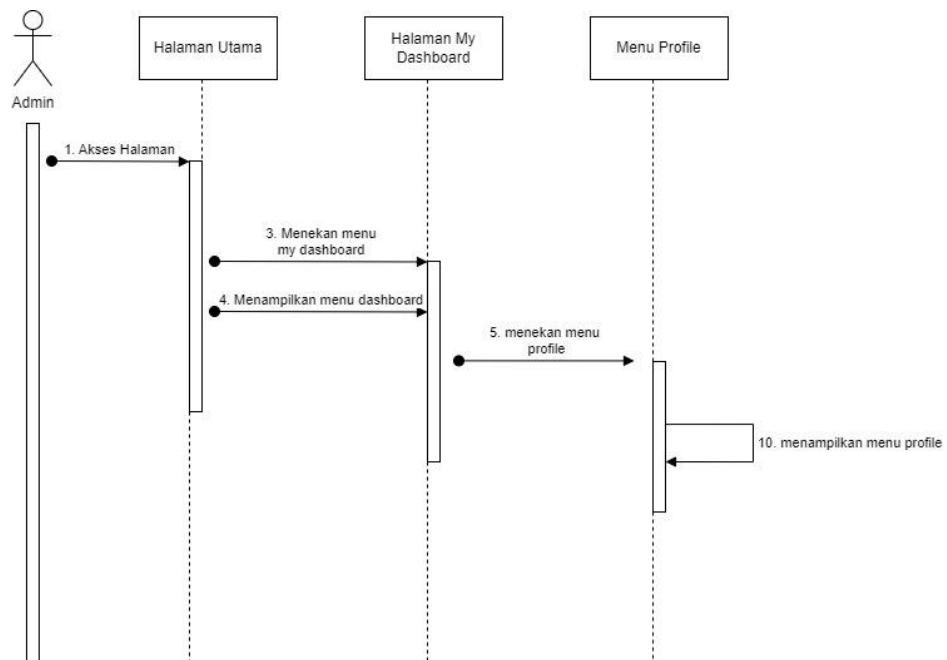 Admin
Halaman Utama
Halaman My
Dashboard
Menu Profile
1. Akses Halaman
3. Menekan menu
my dashboard
4. Menampilkan menu dashboard
5. menekan menu
profile
10. menampilkan menu profile